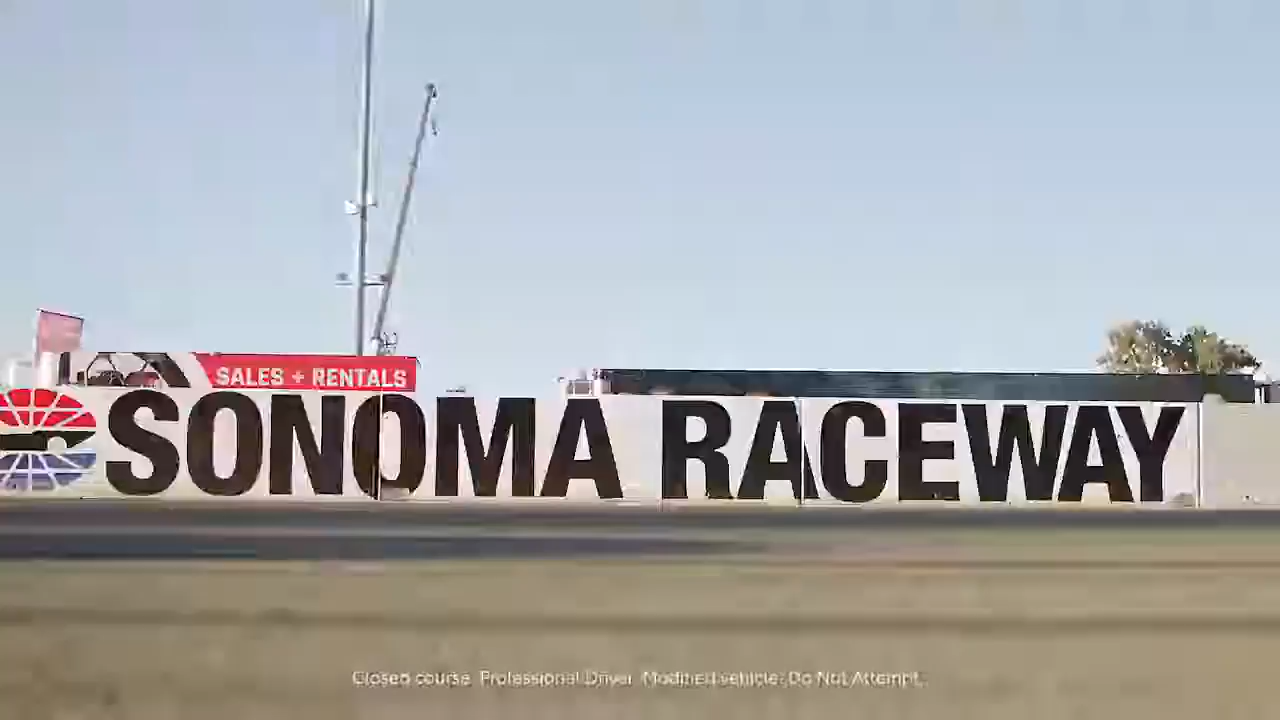 SALES + RENTALS
SONOMA RACEWAY
Closed course. Professional Driver. Modified vehicle. Do Not Attempt.